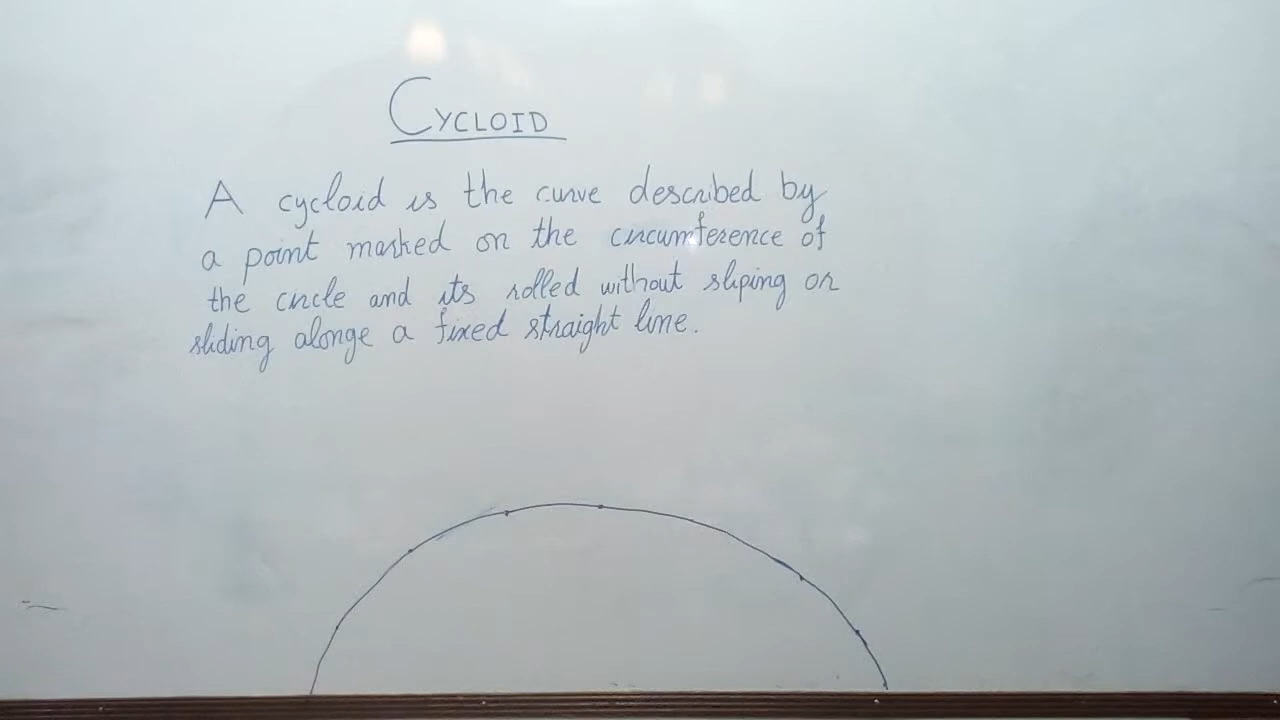 CYCLOID
A cycloid is the curve described by
a point marked on the circumference of
the circle and its rolled without sliping or
sliding alonge a fixed straight line.